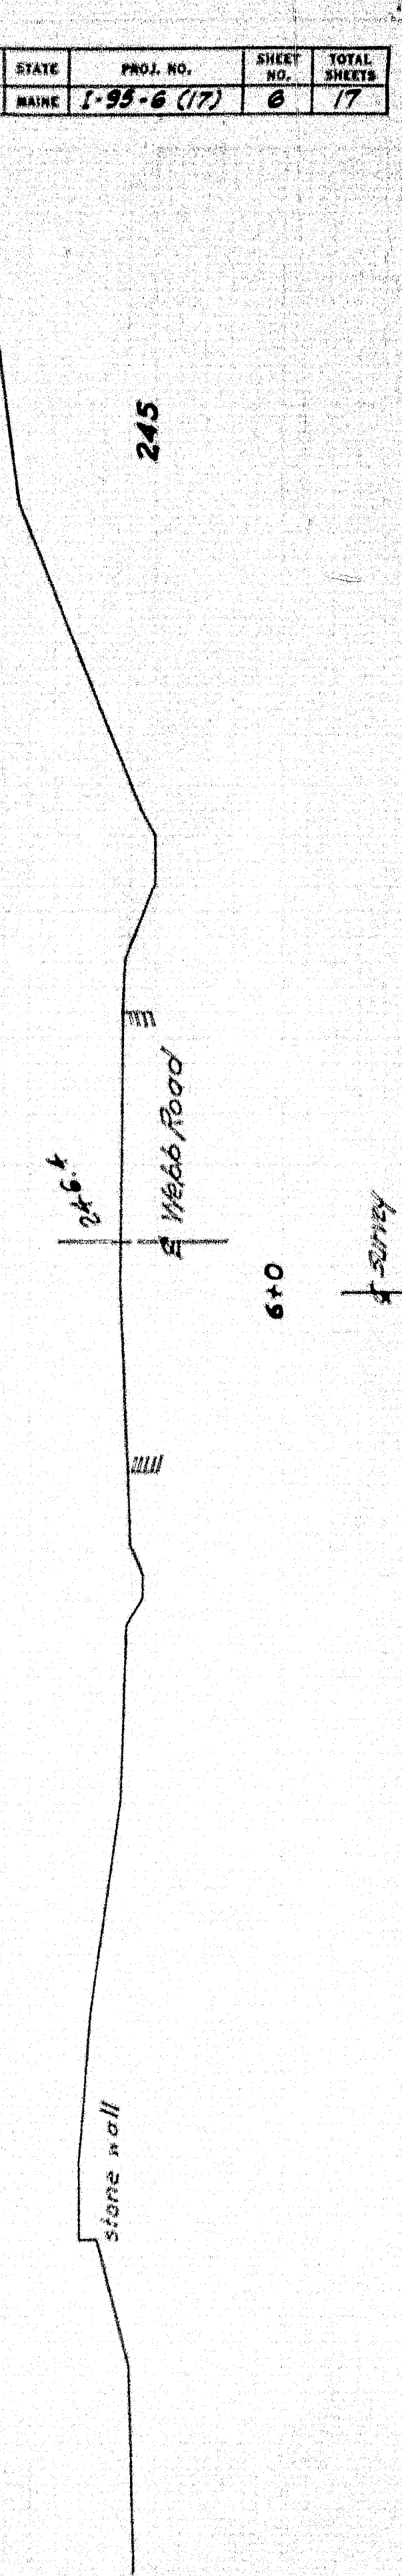 STATE PROJ. NO. SHEET NO. TOTAL SHEETS
MAINE I-95-6 (17) 6 17
245
246.4
℄ Webb Road
6+0
℄ Survey
stone wall